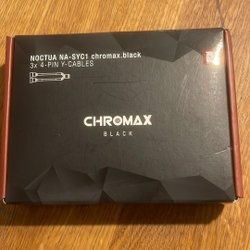 NOCTUA NA-SYC1 chromax.black
3x 4-PIN Y-CABLES
CHROMAX
BLACK